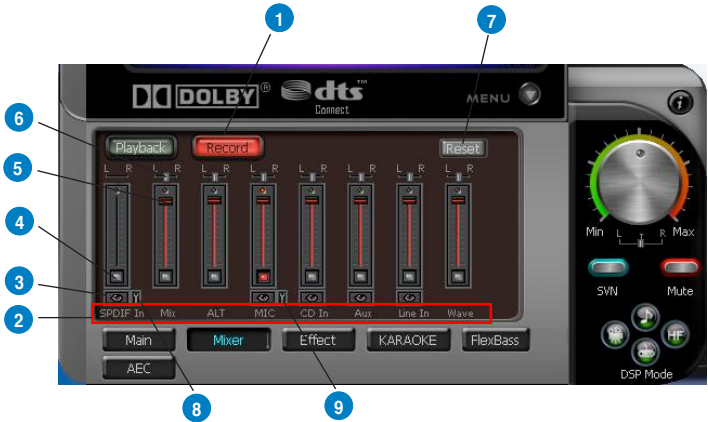 1
7
DOLBY®
dts™
Connect
MENU
i
6
Playback
Record
Reset
L R L R L R L R L R L R L R L R
5
4
Min L R Max
3
SVN
Mute
2
SPDIF In Mix ALT MIC CD In Aux Line In Wave
HF
Main
Mixer
Effect
KARAOKE
FlexBass
AEC
DSP Mode
8
9